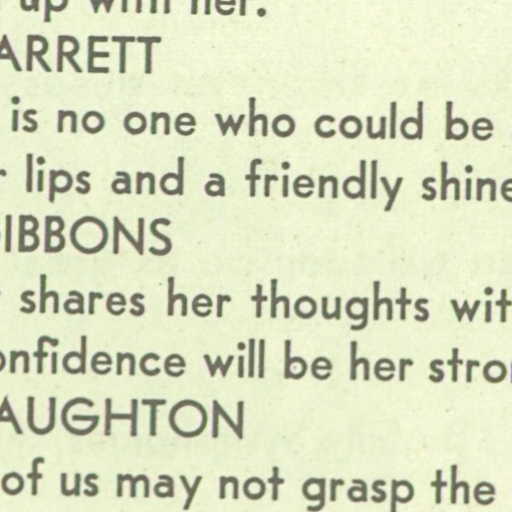 up with her.
ARRETT
is no one who could be
lips and a friendly shine
IBBONS
shares her thoughts wit
onfidence will be her stro
AUGHTON
of us may not grasp the